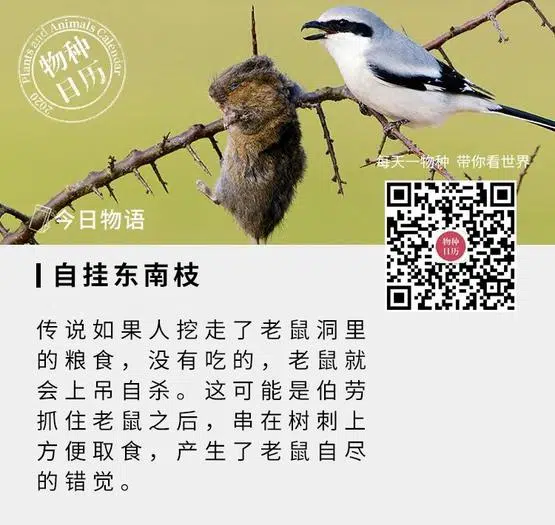 Plants and Animals Calendar
物种
日历
2020
每天一物种 带你看世界
物种
日历
今日物语
自挂东南枝
传说如果人挖走了老鼠洞里
的粮食，没有吃的，老鼠就
会上吊自杀。这可能是伯劳
抓住老鼠之后，串在树刺上
方便取食，产生了老鼠自尽
的错觉。